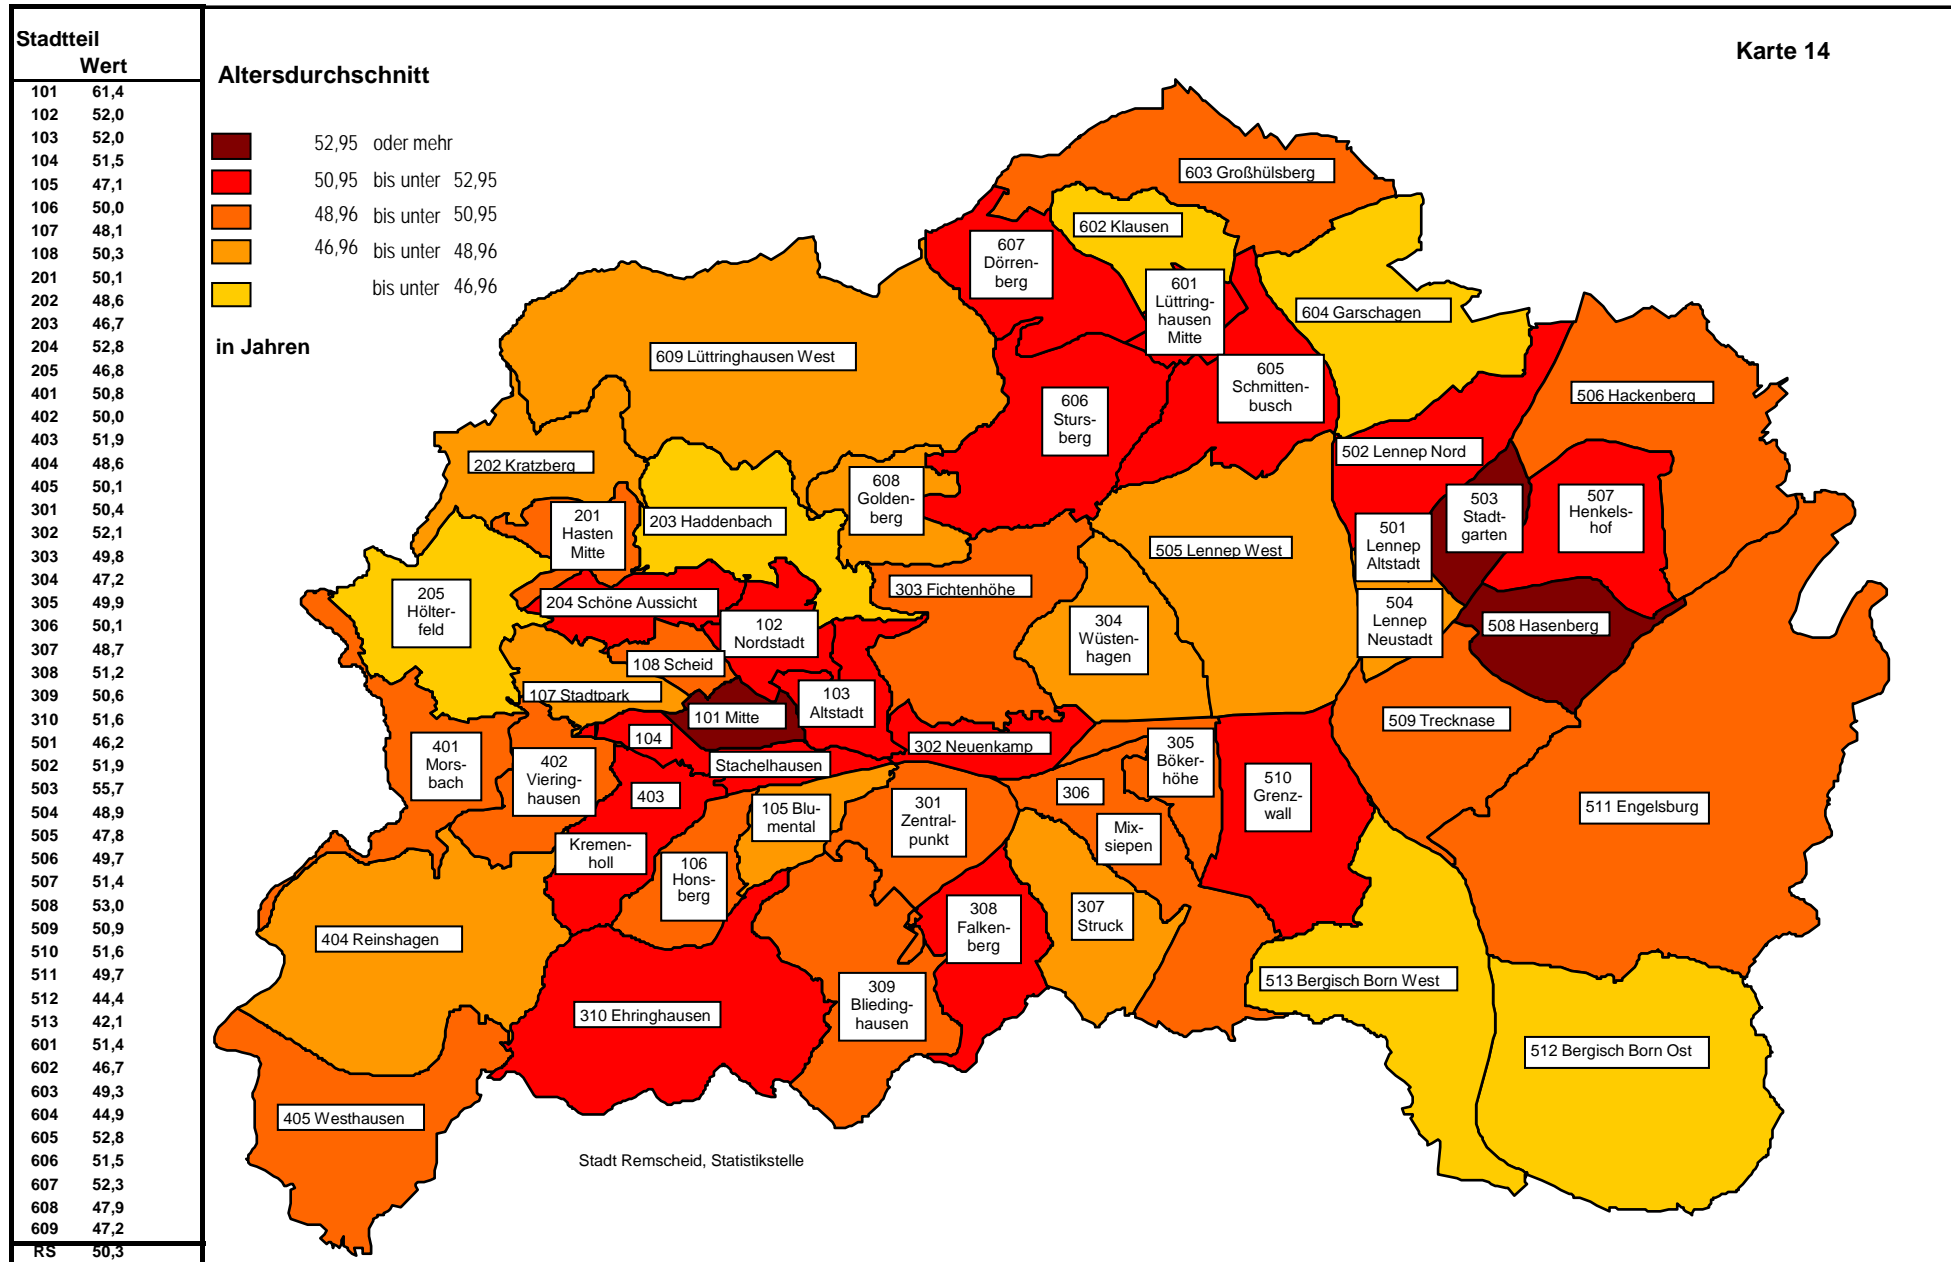 Stadtteil
Wert
101 61,4
102 52,0
103 52,0
104 51,5
105 47,1
106 50,0
107 48,1
108 50,3
201 50,1
202 48,6
203 46,7
204 52,8
205 46,8
401 50,8
402 50,0
403 51,9
404 48,6
405 50,1
301 50,4
302 52,1
303 49,8
304 47,2
305 49,9
306 50,1
307 48,7
308 51,2
309 50,6
310 51,6
501 46,2
502 51,9
503 55,7
504 48,9
505 47,8
506 49,7
507 51,4
508 53,0
509 50,9
510 51,6
511 49,7
512 44,4
513 42,1
601 51,4
602 46,7
603 49,3
604 44,9
605 52,8
606 51,5
607 52,3
608 47,9
609 47,2
RS 50,3
Altersdurchschnitt
52,95 oder mehr
50,95 bis unter 52,95
48,96 bis unter 50,95
46,96 bis unter 48,96
bis unter 46,96
in Jahren
Karte 14
603 Großhülsberg
602 Klausen
607
Dörren-
berg
601
Lüttring-
hausen
Mitte
604 Garschagen
609 Lüttringhausen West
605
Schmitten-
busch
606
Sturs-
berg
506 Hackenberg
502 Lennep Nord
202 Kratzberg
608
Golden-
berg
503
Stadt-
garten
507
Henkels-
hof
201
Hasten
Mitte
203 Haddenbach
501
Lennep
Altstadt
505 Lennep West
205
Hölter-
feld
204 Schöne Aussicht
303 Fichtenhöhe
504
Lennep
Neustadt
102
Nordstadt
304
Wüsten-
hagen
508 Hasenberg
108 Scheid
107 Stadtpark
103
Altstadt
101 Mitte
509 Trecknase
104
Stachelhausen
302 Neuenkamp
305
Böker-
höhe
401
Mors-
bach
402
Viering-
hausen
403
Kremen-
holl
105 Blu-
mental
301
Zentral-
punkt
306
Mix-
siepen
510
Grenz-
wall
511 Engelsburg
106
Hons-
berg
308
Falken-
berg
307
Struck
404 Reinshagen
309
Blieding-
hausen
513 Bergisch Born West
310 Ehringhausen
512 Bergisch Born Ost
405 Westhausen
Stadt Remscheid, Statistikstelle